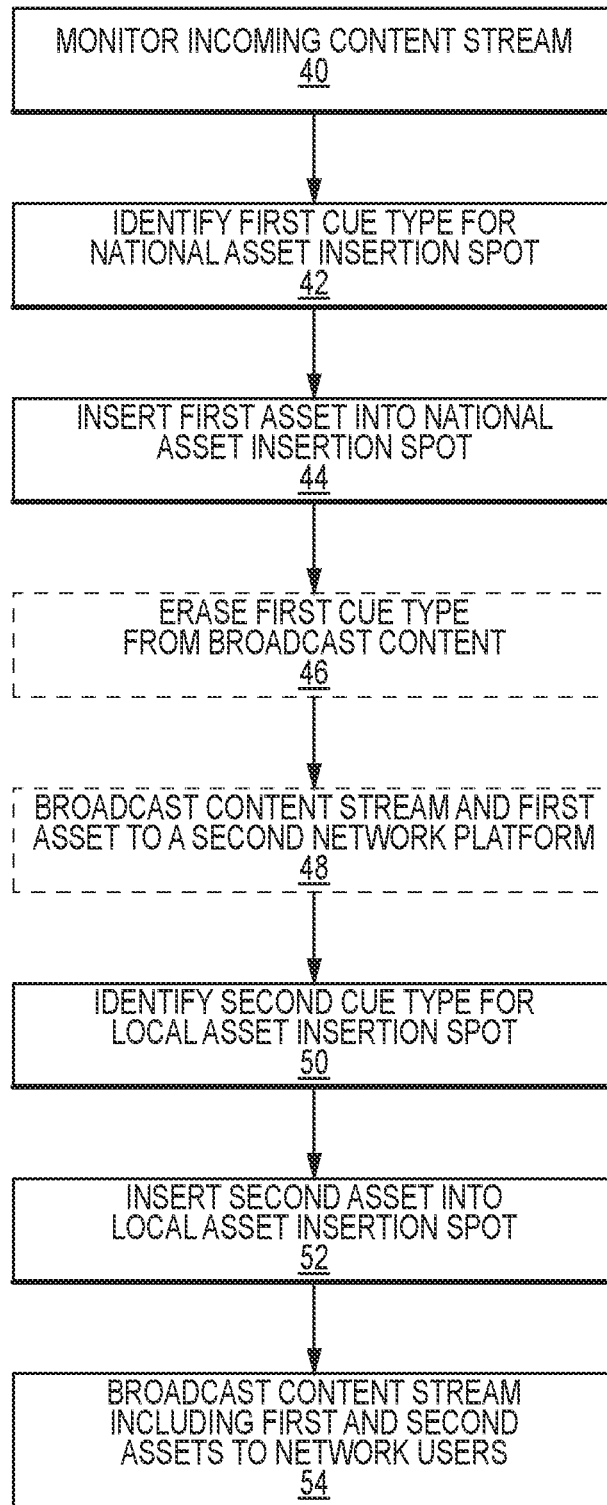 MONITOR INCOMING CONTENT STREAM
40
IDENTIFY FIRST CUE TYPE FOR
NATIONAL ASSET INSERTION SPOT
42
INSERT FIRST ASSET INTO NATIONAL
ASSET INSERTION SPOT
44
ERASE FIRST CUE TYPE
FROM BROADCAST CONTENT
46
BROADCAST CONTENT STREAM AND FIRST
ASSET TO A SECOND NETWORK PLATFORM
48
IDENTIFY SECOND CUE TYPE FOR
LOCAL ASSET INSERTION SPOT
50
INSERT SECOND ASSET INTO
LOCAL ASSET INSERTION SPOT
52
BROADCAST CONTENT STREAM
INCLUDING FIRST AND SECOND
ASSETS TO NETWORK USERS
54